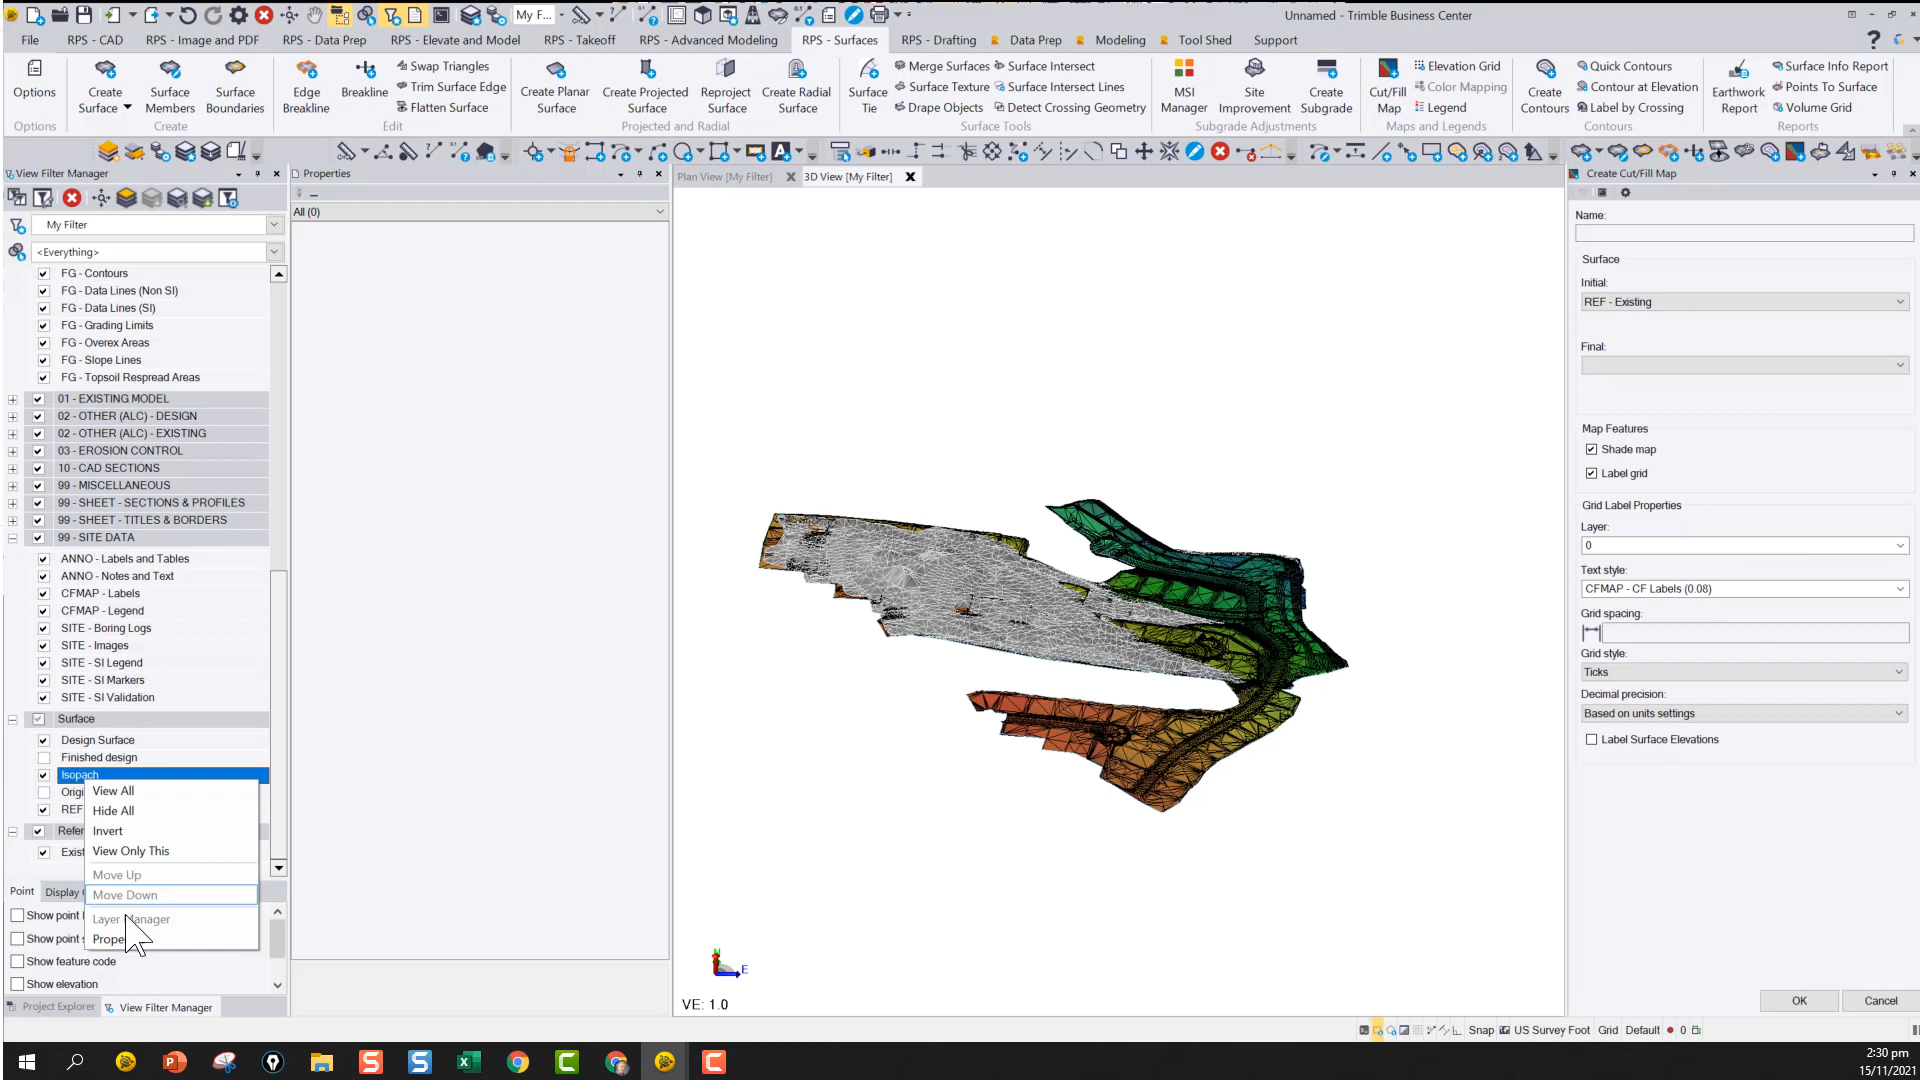 My F...
Unnamed - Trimble Business Center
File
RPS - CAD
RPS - Image and PDF
RPS - Data Prep
RPS - Elevate and Model
RPS - Takeoff
RPS - Advanced Modeling
RPS - Surfaces
RPS - Drafting
Data Prep
Modeling
Tool Shed
Support
Options
Create Surface
Surface Members
Surface Boundaries
Edge Breakline
Breakline
Swap Triangles
Trim Surface Edge
Flatten Surface
Create Planar Surface
Create Projected Surface
Reproject Surface
Create Radial Surface
Surface Tie
Merge Surfaces
Surface Texture
Drape Objects
Surface Intersect
Surface Intersect Lines
Detect Crossing Geometry
MSI Manager
Site Improvement
Create Subgrade
Cut/Fill Map
Elevation Grid
Color Mapping
Legend
Create Contours
Quick Contours
Contour at Elevation
Label by Crossing
Earthwork Report
Surface Info Report
Points To Surface
Volume Grid
Options
Create
Edit
Projected and Radial
Surface Tools
Subgrade Adjustments
Maps and Legends
Contours
Reports
View Filter Manager
My Filter
<Everything>
FG - Contours
FG - Data Lines (Non SI)
FG - Data Lines (SI)
FG - Grading Limits
FG - Overex Areas
FG - Slope Lines
FG - Topsoil Respread Areas
01 - EXISTING MODEL
02 - OTHER (ALC) - DESIGN
02 - OTHER (ALC) - EXISTING
03 - EROSION CONTROL
10 - CAD SECTIONS
99 - MISCELLANEOUS
99 - SHEET - SECTIONS & PROFILES
99 - SHEET - TITLES & BORDERS
99 - SITE DATA
ANNO - Labels and Tables
ANNO - Notes and Text
CFMAP - Labels
CFMAP - Legend
SITE - Boring Logs
SITE - Images
SITE - SI Legend
SITE - SI Markers
SITE - SI Validation
Surface
Design Surface
Finished design
Isopach
Origi
REF
Refer
Exist
View All
Hide All
Invert
View Only This
Move Up
Move Down
Layer Manager
Prope
Point
Display
Show point
Show point s
Show feature code
Show elevation
Project Explorer
View Filter Manager
Properties
All (0)
Plan View [My Filter]
3D View [My Filter]
N
E
VE: 1.0
Create Cut/Fill Map
Name:
Surface
Initial:
REF - Existing
Final:
Map Features
Shade map
Label grid
Grid Label Properties
Layer:
0
Text style:
CFMAP - CF Labels (0.08)
Grid spacing:
Grid style:
Ticks
Decimal precision:
Based on units settings
Label Surface Elevations
OK
Cancel
Snap
US Survey Foot
Grid
Default
0
2:30 pm
15/11/2021